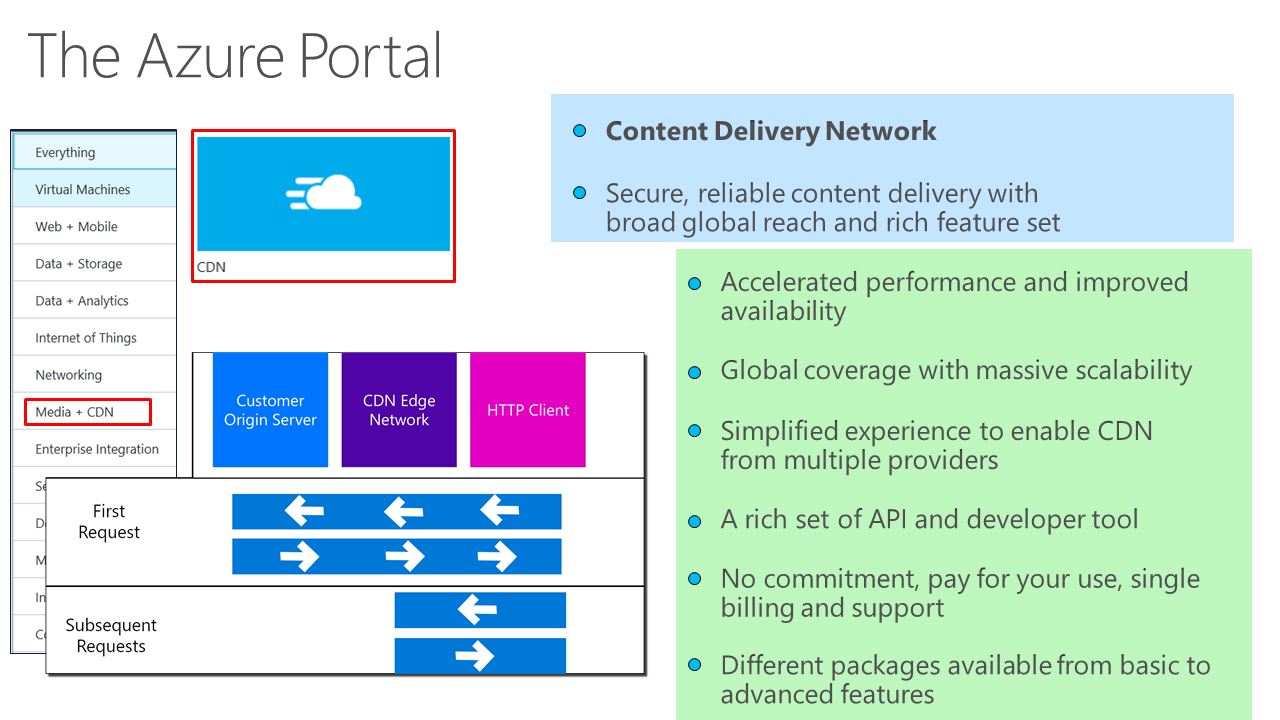 The Azure Portal
Everything
Virtual Machines
Web + Mobile
Data + Storage
Data + Analytics
Internet of Things
Networking
Media + CDN
Enterprise Integration
CDN
Customer
Origin Server
CDN Edge
Network
HTTP Client
First
Request
Subsequent
Requests
Content Delivery Network
Secure, reliable content delivery with
broad global reach and rich feature set
Accelerated performance and improved
availability
Global coverage with massive scalability
Simplified experience to enable CDN
from multiple providers
A rich set of API and developer tool
No commitment, pay for your use, single
billing and support
Different packages available from basic to
advanced features